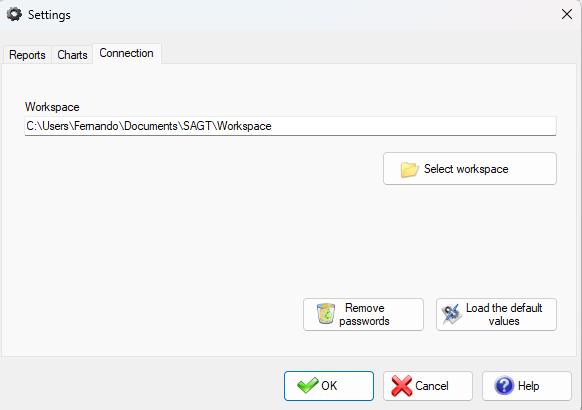 Settings
Reports Charts Connection
Workspace
C:\Users\Fernando\Documents\SAGT\Workspace
Select workspace
Remove
passwords
Load the default
values
OK Cancel Help